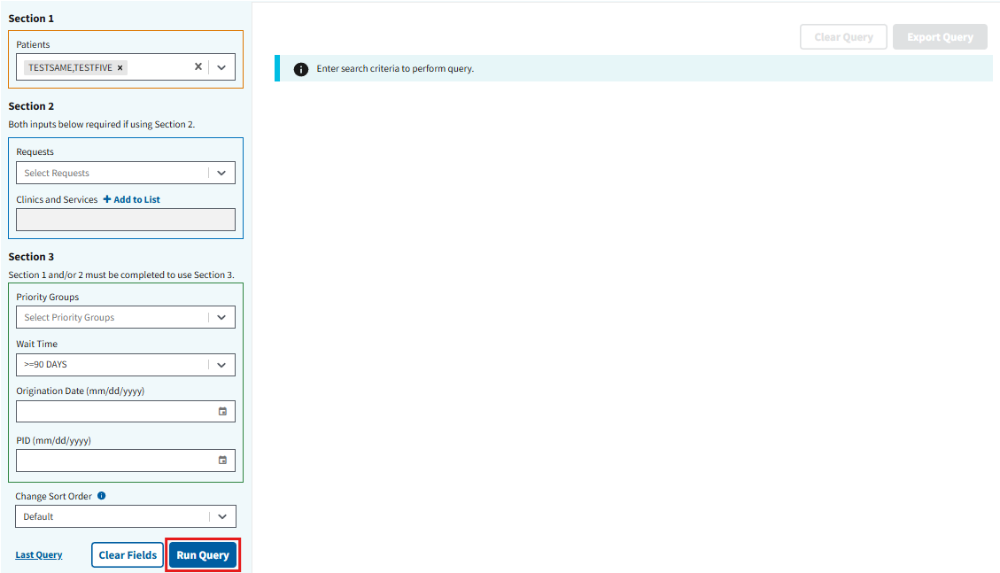 Section 1
Patients
TESTSAME,TESTFIVE
Section 2
Both inputs below required if using Section 2.
Requests
Select Requests
Clinics and Services + Add to List
Section 3
Section 1 and/or 2 must be completed to use Section 3.
Priority Groups
Select Priority Groups
Wait Time
>=90 DAYS
Origination Date (mm/dd/yyyy)
PID (mm/dd/yyyy)
Change Sort Order
Default
Last Query Clear Fields Run Query
Clear Query Export Query
Enter search criteria to perform query.